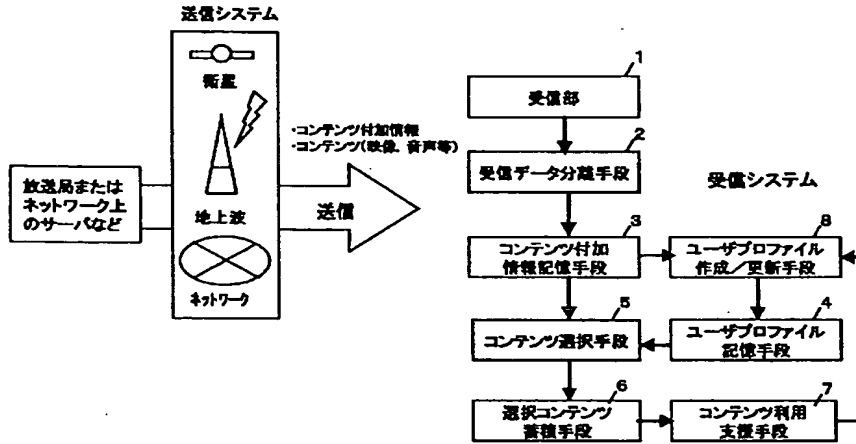 送信システム
衛星
地上波
ネットワーク
放送局または
ネットワーク上
のサーバなど
・コンテンツ付加情報
・コンテンツ(映像、音声等)
送信
受信システム
1
受信部
2
受信データ分離手段
3
コンテンツ付加
情報記憶手段
8
ユーザプロファイル
作成/更新手段
5
コンテンツ選択手段
4
ユーザプロファイル
記憶手段
6
選択コンテンツ
蓄積手段
7
コンテンツ利用
支援手段